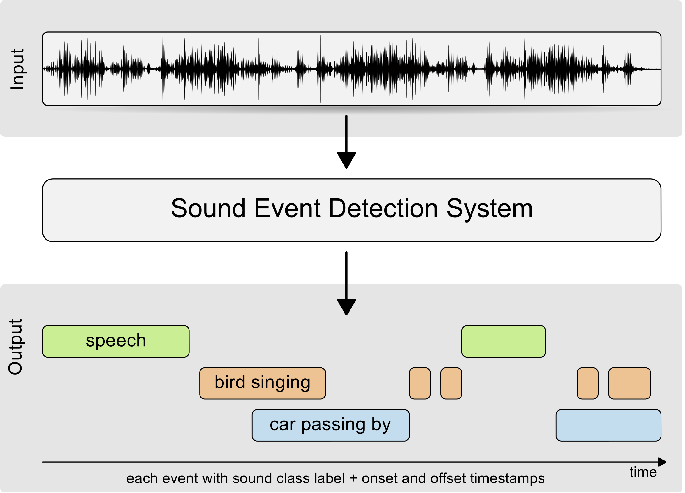 Input
Sound Event Detection System
Output
speech
bird singing
car passing by
time
each event with sound class label + onset and offset timestamps